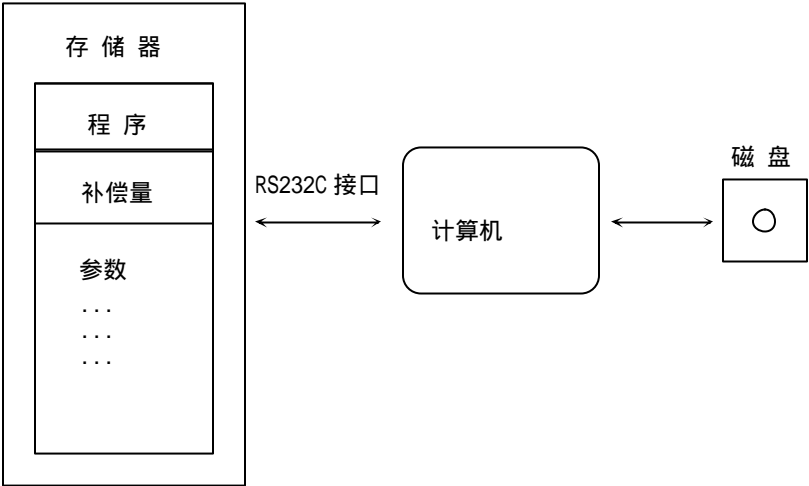 存 储 器
程 序
补偿量
参数
...
...
...
RS232C 接口
计算机
磁 盘